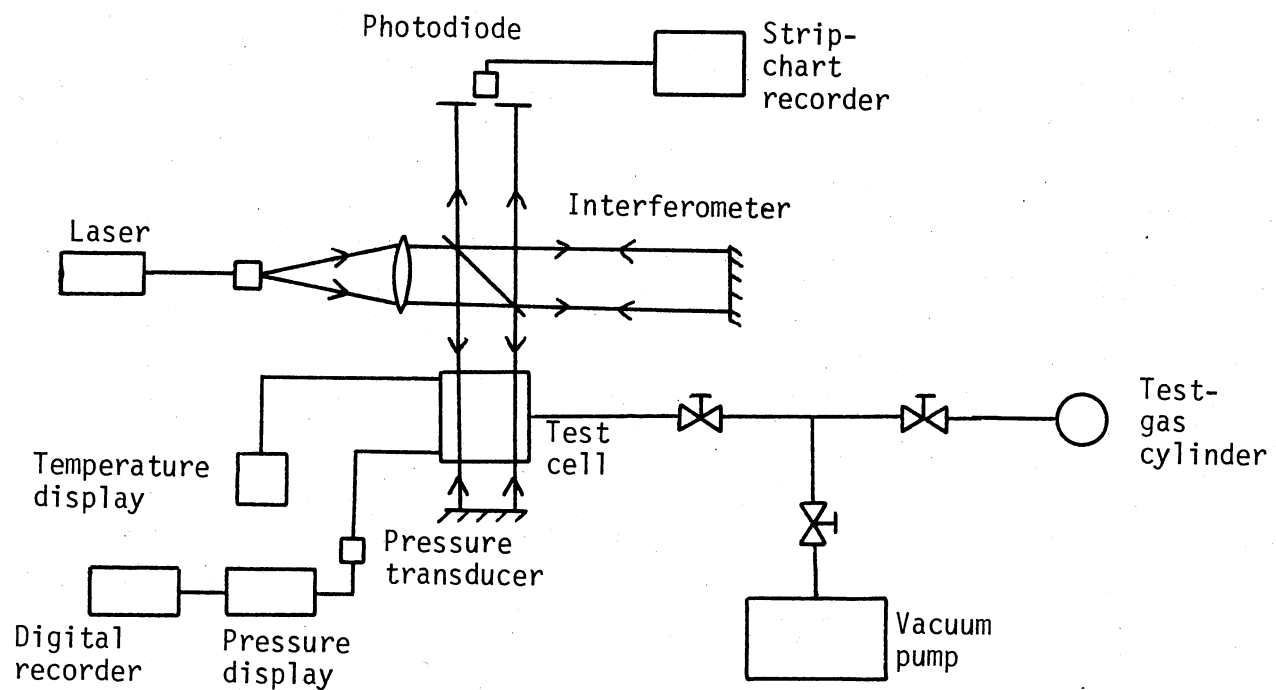 Photodiode
Strip-
chart
recorder
Interferometer
Laser
Test-
gas
cylinder
Test
cell
Temperature
display
Pressure
transducer
Digital
recorder
Pressure
display
Vacuum
pump